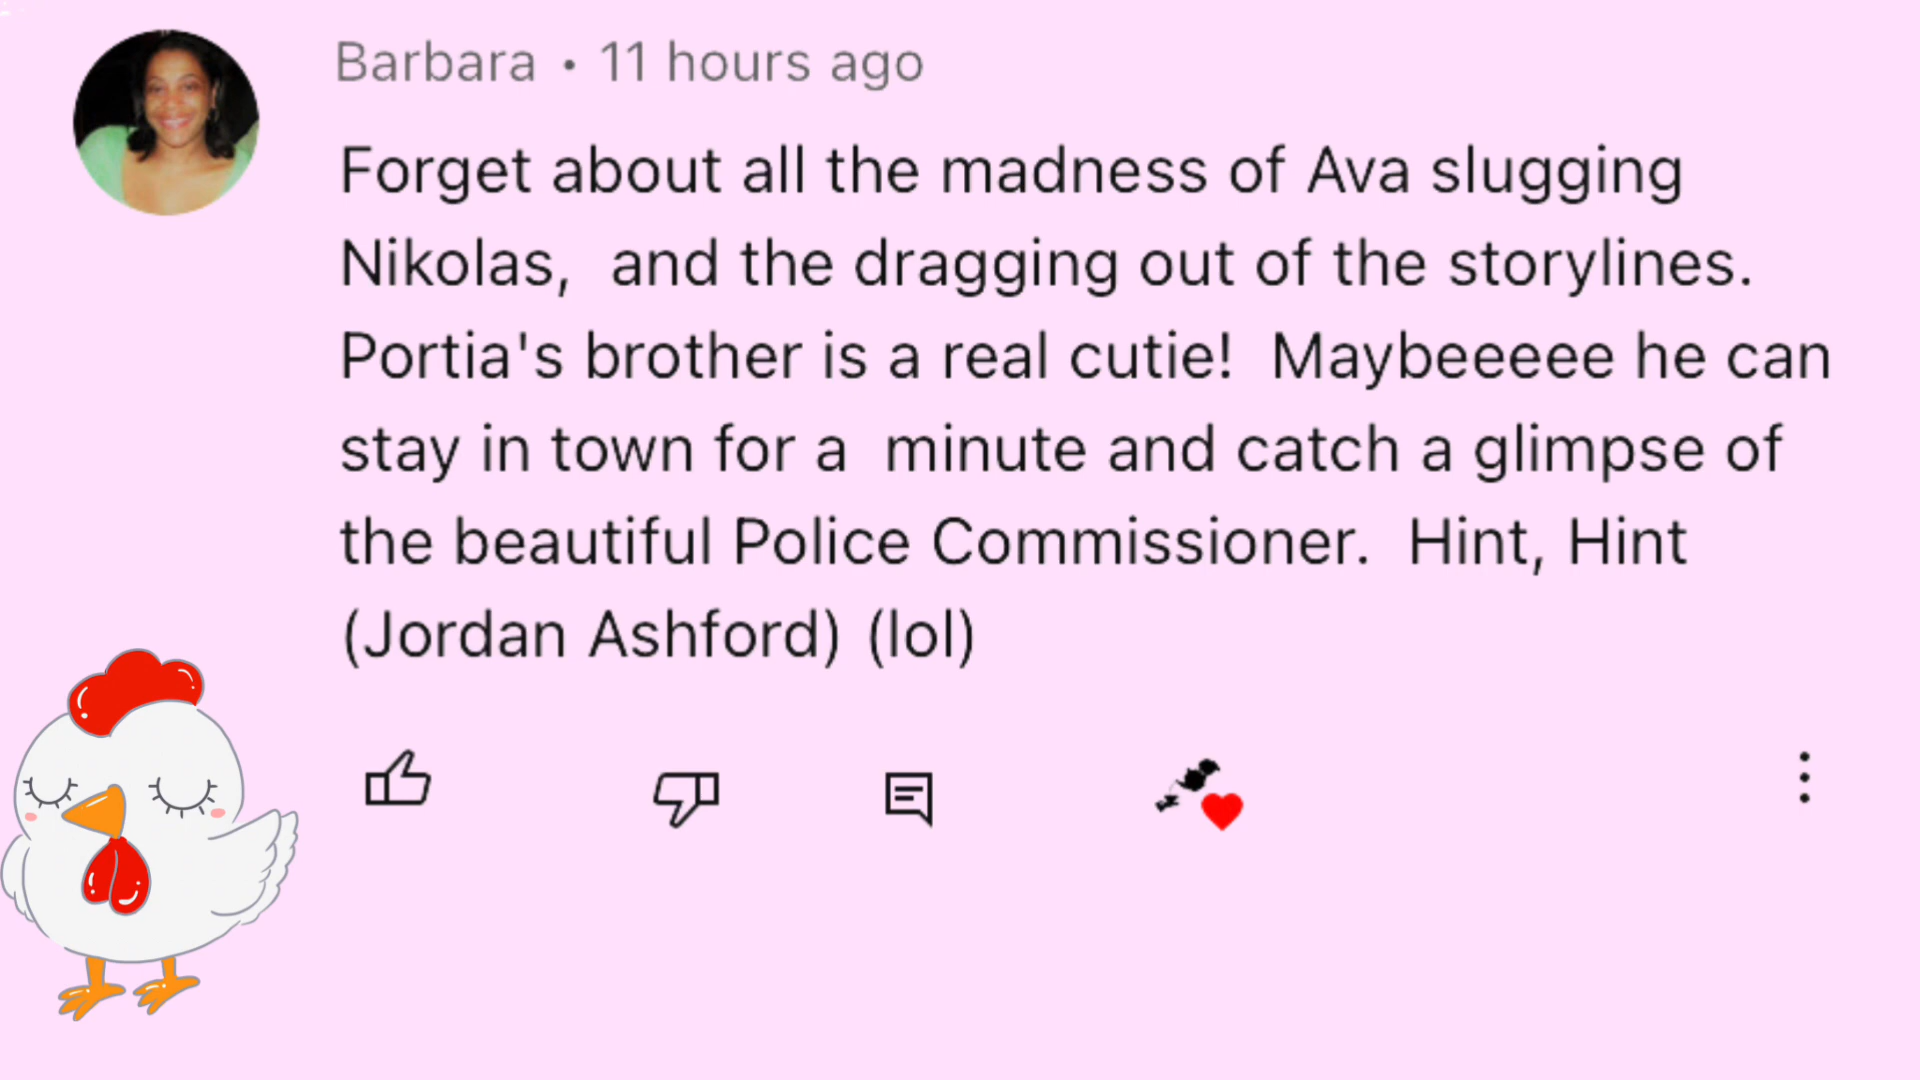 Barbara • 11 hours ago
Forget about all the madness of Ava slugging
Nikolas,  and the dragging out of the storylines.
Portia's brother is a real cutie!  Maybeeeee he can
stay in town for a  minute and catch a glimpse of
the beautiful Police Commissioner.  Hint, Hint
(Jordan Ashford) (lol)